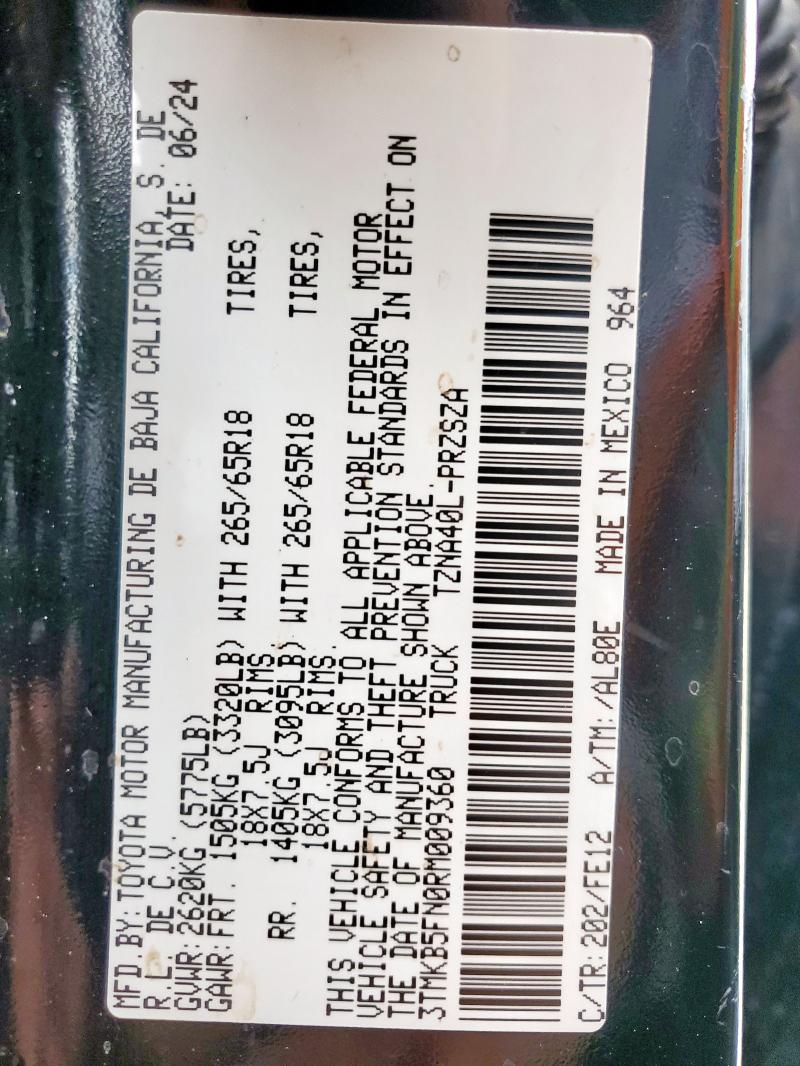 MFD.BY:TOYOTA MOTOR MANUFACTURING DE BAJA CALIFORNIA, S. DE
R.L. DE C.V. DATE: 06/24
GVWR:2620KG (5775LB)
GAWR:FRT. 1505KG (3320LB) WITH 265/65R18 TIRES,
18X7.5J RIMS.
RR. 1405KG (3095LB) WITH 265/65R18 TIRES,
18X7.5J RIMS.
THIS VEHICLE CONFORMS TO ALL APPLICABLE FEDERAL MOTOR
VEHICLE SAFETY AND THEFT PREVENTION STANDARDS IN EFFECT ON
THE DATE OF MANUFACTURE SHOWN ABOVE.
3TMKB5FN0RM009360 TRUCK TZNA40L-PRZSZA
C/TR:202/FE12 A/TM:/AL80E MADE IN MEXICO 964